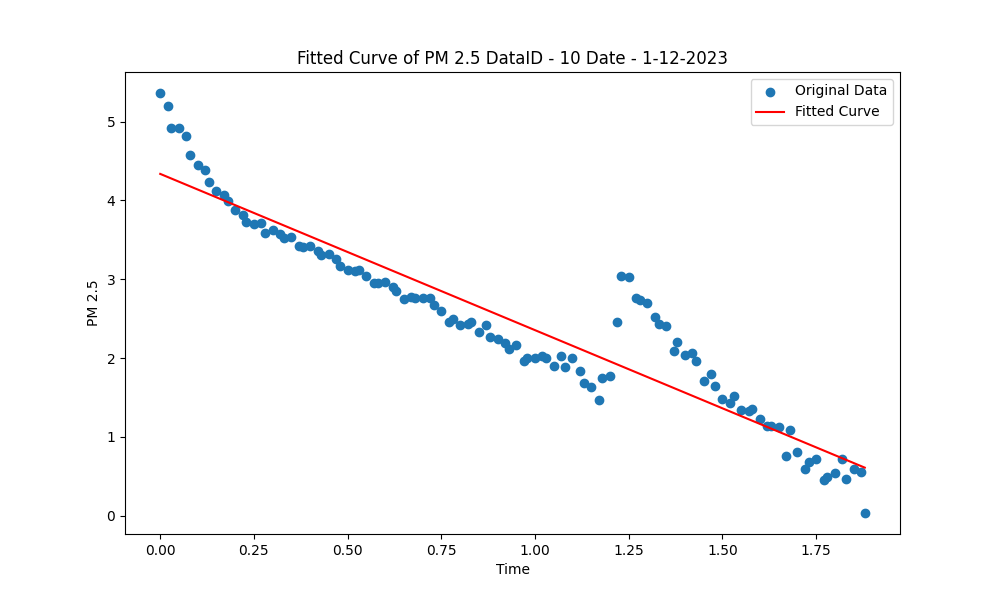 Fitted Curve of PM 2.5 DataID - 10 Date - 1-12-2023
Original Data
Fitted Curve
PM 2.5
5
4
3
2
1
0
0.00 0.25 0.50 0.75 1.00 1.25 1.50 1.75
Time